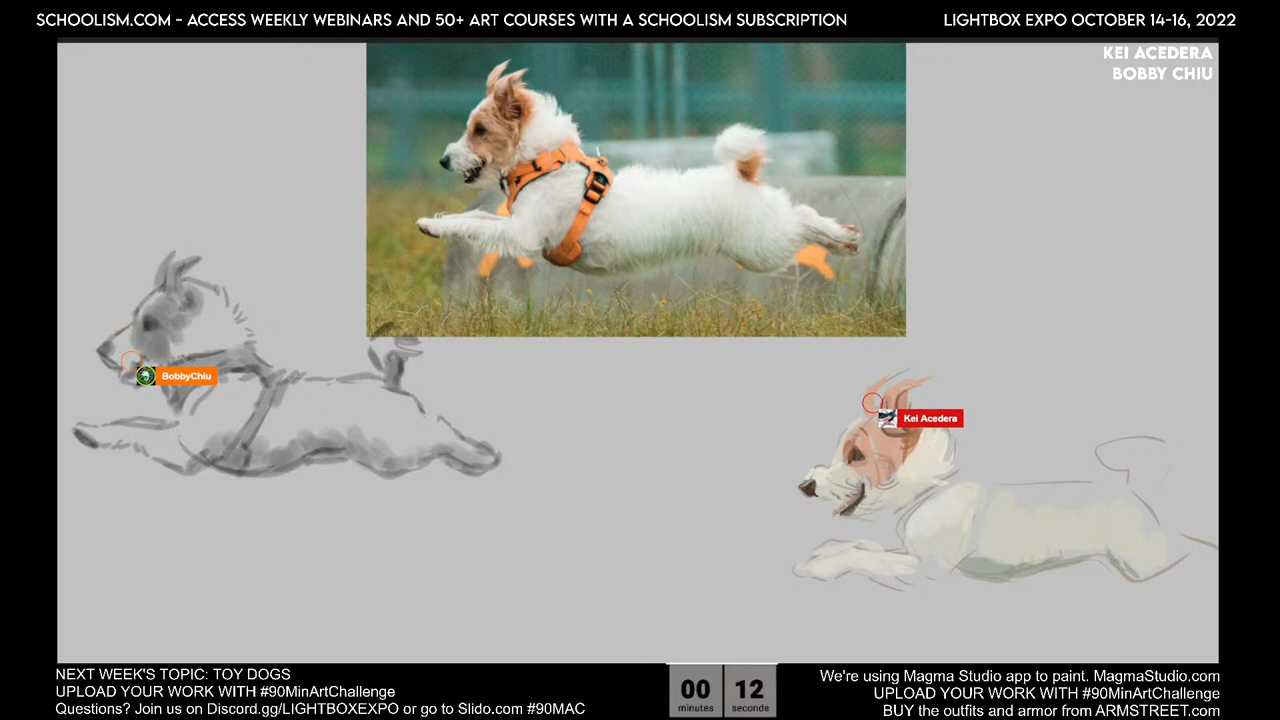 SCHOOLISM.COM - ACCESS WEEKLY WEBINARS AND 50+ ART COURSES WITH A SCHOOLISM SUBSCRIPTION
LIGHTBOX EXPO OCTOBER 14-16, 2022
KEI ACEDERA
BOBBY CHIU
BobbyChiu
Kei Acedera
NEXT WEEK'S TOPIC: TOY DOGS
UPLOAD YOUR WORK WITH #90MinArtChallenge
Questions? Join us on Discord.gg/LIGHTBOXEXPO or go to Slido.com #90MAC
00
minutes
12
seconds
We're using Magma Studio app to paint. MagmaStudio.com
UPLOAD YOUR WORK WITH #90MinArtChallenge
BUY the outfits and armor from ARMSTREET.com